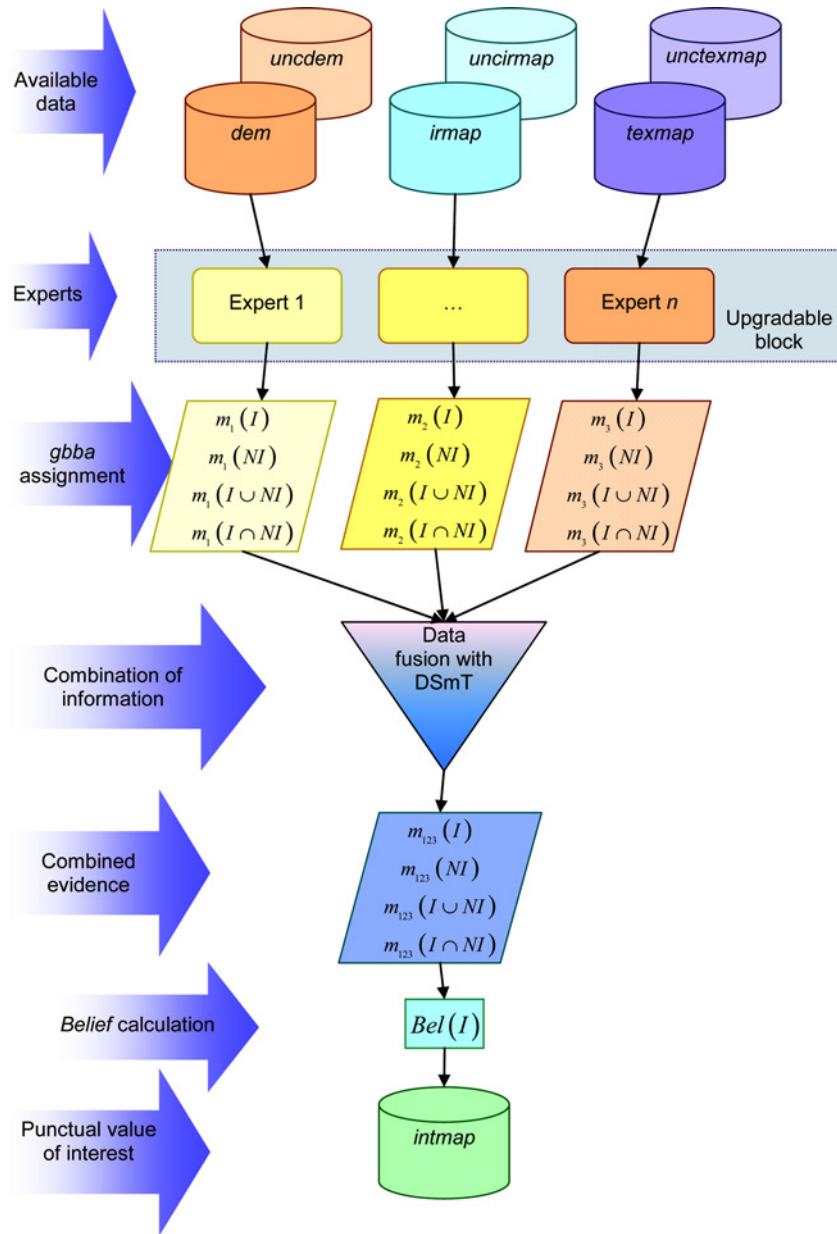 uncdem
uncirmap
unctexmap
Available
data
dem
irmap
texmap
Experts
Expert 1
...
Expert n
Upgradable
block
gbba
assignment
m₁(I)
m₁(NI)
m₁(I ∪ NI)
m₁(I ∩ NI)
m₂(I)
m₂(NI)
m₂(I ∪ NI)
m₂(I ∩ NI)
m₃(I)
m₃(NI)
m₃(I ∪ NI)
m₃(I ∩ NI)
Combination of
information
Data
fusion with
DSmT
Combined
evidence
m₁₂₃(I)
m₁₂₃(NI)
m₁₂₃(I ∪ NI)
m₁₂₃(I ∩ NI)
Belief calculation
Bel(I)
Punctual value
of interest
intmap